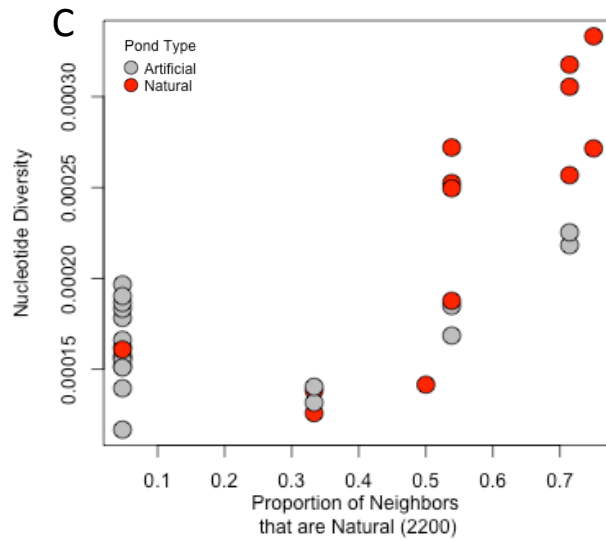 C
Pond Type
Artificial
Natural
Nucleotide Diversity
0.00030
0.00025
0.00020
0.00015
0.1 0.2 0.3 0.4 0.5 0.6 0.7
Proportion of Neighbors
that are Natural (2200)